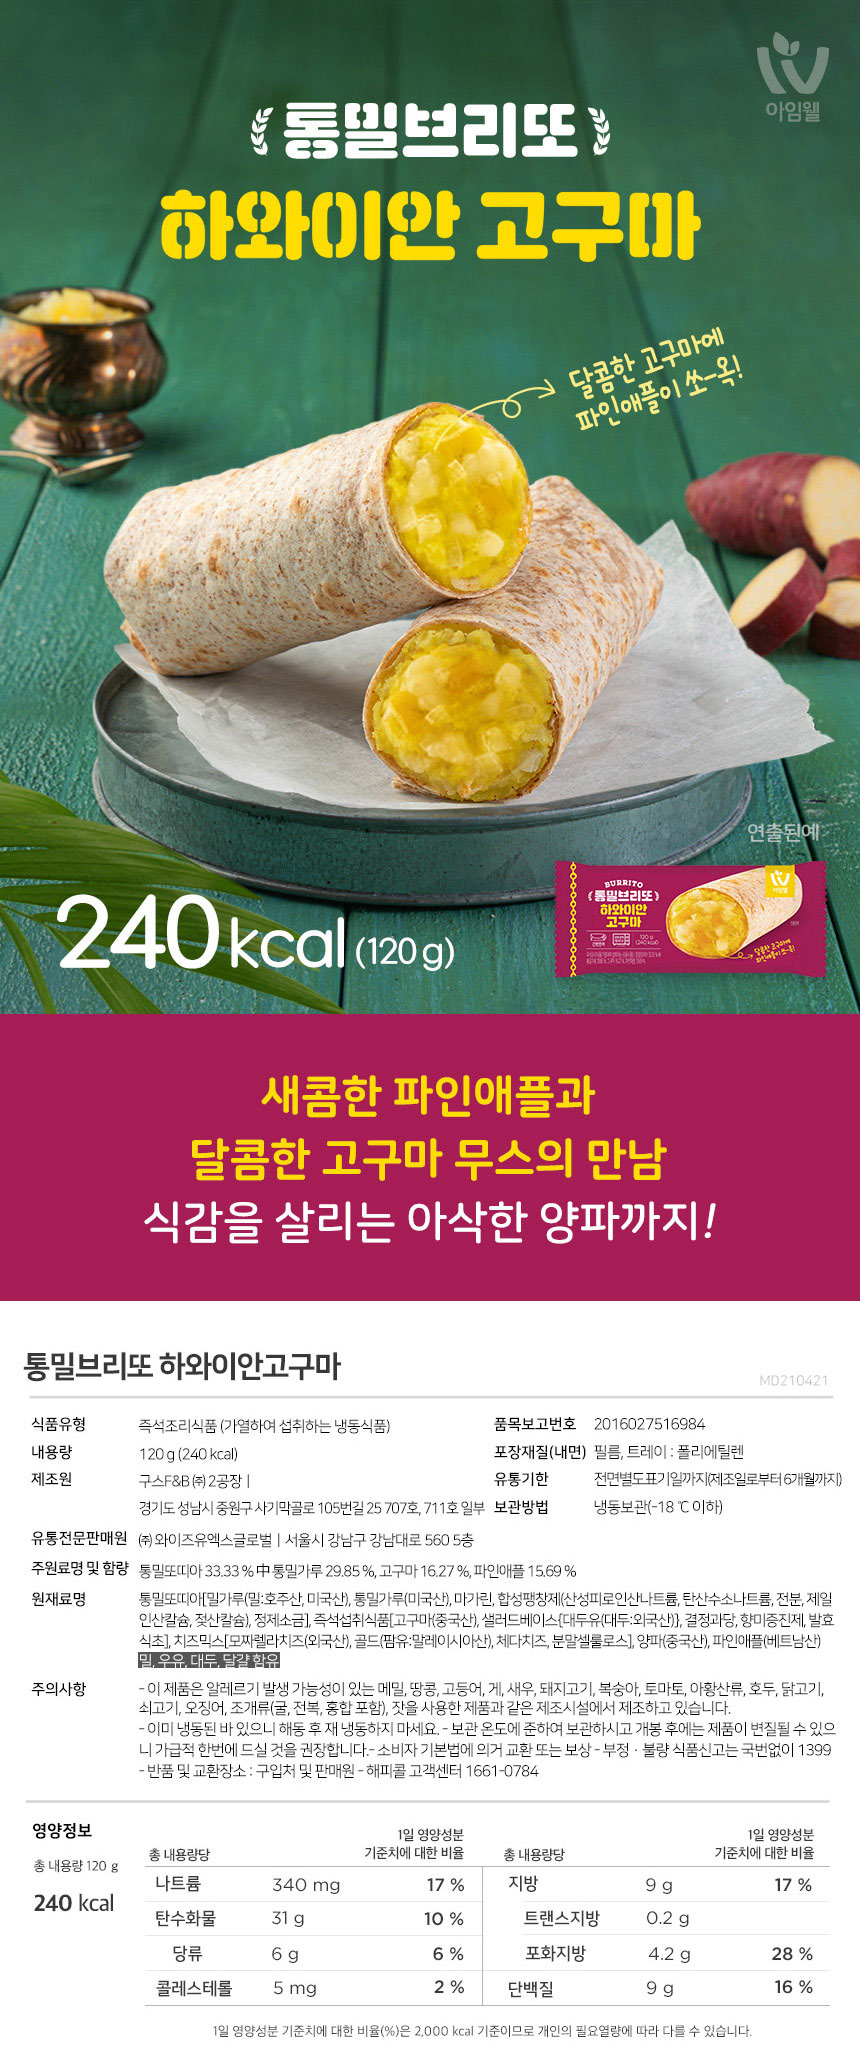 아임웰
통밀브리또
하와이안 고구마
달콤한 고구마에
파인애플이 쏘-옥!
연출된예
240 kcal (120 g)
BURRITO
통밀브리또
하와이안
고구마
120 g
(240 kcal)
아임웰
달콤한 고구마에
파인애플이 쏘-옥!
새콤한 파인애플과
달콤한 고구마 무스의 만남
식감을 살리는 아삭한 양파까지!
통밀브리또 하와이안고구마
MD210421
식품유형 즉석조리식품 (가열하여 섭취하는 냉동식품)
품목보고번호 2016027516984
내용량 120 g (240 kcal)
포장재질(내면) 필름, 트레이 : 폴리에틸렌
제조원 구스F&B ㈜ 2공장 |
경기도 성남시 중원구 사기막골로 105번길 25 707호, 711호 일부
유통기한 전면별도표기일까지(제조일로부터 6개월까지)
보관방법 냉동보관(-18 ℃ 이하)
유통전문판매원 ㈜ 와이즈유엑스글로벌 | 서울시 강남구 강남대로 560 5층
주원료명 및 함량 통밀또띠아 33.33 % 中 통밀가루 29.85 %, 고구마 16.27 %, 파인애플 15.69 %
원재료명 통밀또띠아[밀가루(밀:호주산, 미국산), 통밀가루(미국산), 마가린, 합성팽창제(산성피로인산나트륨, 탄산수소나트륨, 전분, 제일
인산칼슘, 젖산칼슘), 정제소금], 즉석섭취식품[고구마(중국산), 샐러드베이스{대두유(대두:외국산)}, 결정과당, 향미증진제, 발효
식초], 치즈믹스[모짜렐라치즈(외국산), 골드(팜유:말레이시아산), 체다치즈, 분말셀룰로스], 양파(중국산), 파인애플(베트남산)
밀, 우유, 대두, 달걀 함유
주의사항 - 이 제품은 알레르기 발생 가능성이 있는 메밀, 땅콩, 고등어, 게, 새우, 돼지고기, 복숭아, 토마토, 아황산류, 호두, 닭고기,
쇠고기, 오징어, 조개류(굴, 전복, 홍합 포함), 잣을 사용한 제품과 같은 제조시설에서 제조하고 있습니다.
- 이미 냉동된 바 있으니 해동 후 재 냉동하지 마세요. - 보관 온도에 준하여 보관하시고 개봉 후에는 제품이 변질될 수 있으
니 가급적 한번에 드실 것을 권장합니다.- 소비자 기본법에 의거 교환 또는 보상 - 부정 · 불량 식품신고는 국번없이 1399
- 반품 및 교환장소 : 구입처 및 판매원 - 해피콜 고객센터 1661-0784
영양정보
총 내용량 120 g
240 kcal
총 내용량당 1일 영양성분
기준치에 대한 비율
나트륨 340 mg 17 %
탄수화물 31 g 10 %
당류 6 g 6 %
콜레스테롤 5 mg 2 %
총 내용량당 1일 영양성분
기준치에 대한 비율
지방 9 g 17 %
트랜스지방 0.2 g
포화지방 4.2 g 28 %
단백질 9 g 16 %
1일 영양성분 기준치에 대한 비율(%)은 2,000 kcal 기준이므로 개인의 필요열량에 따라 다를 수 있습니다.